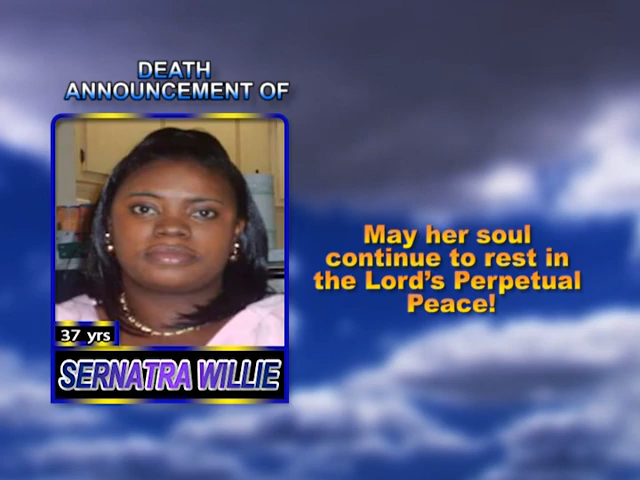 DEATH
ANNOUNCEMENT OF
37 yrs
SERNATRA WILLIE
May her soul
continue to rest in
the Lord's Perpetual
Peace!